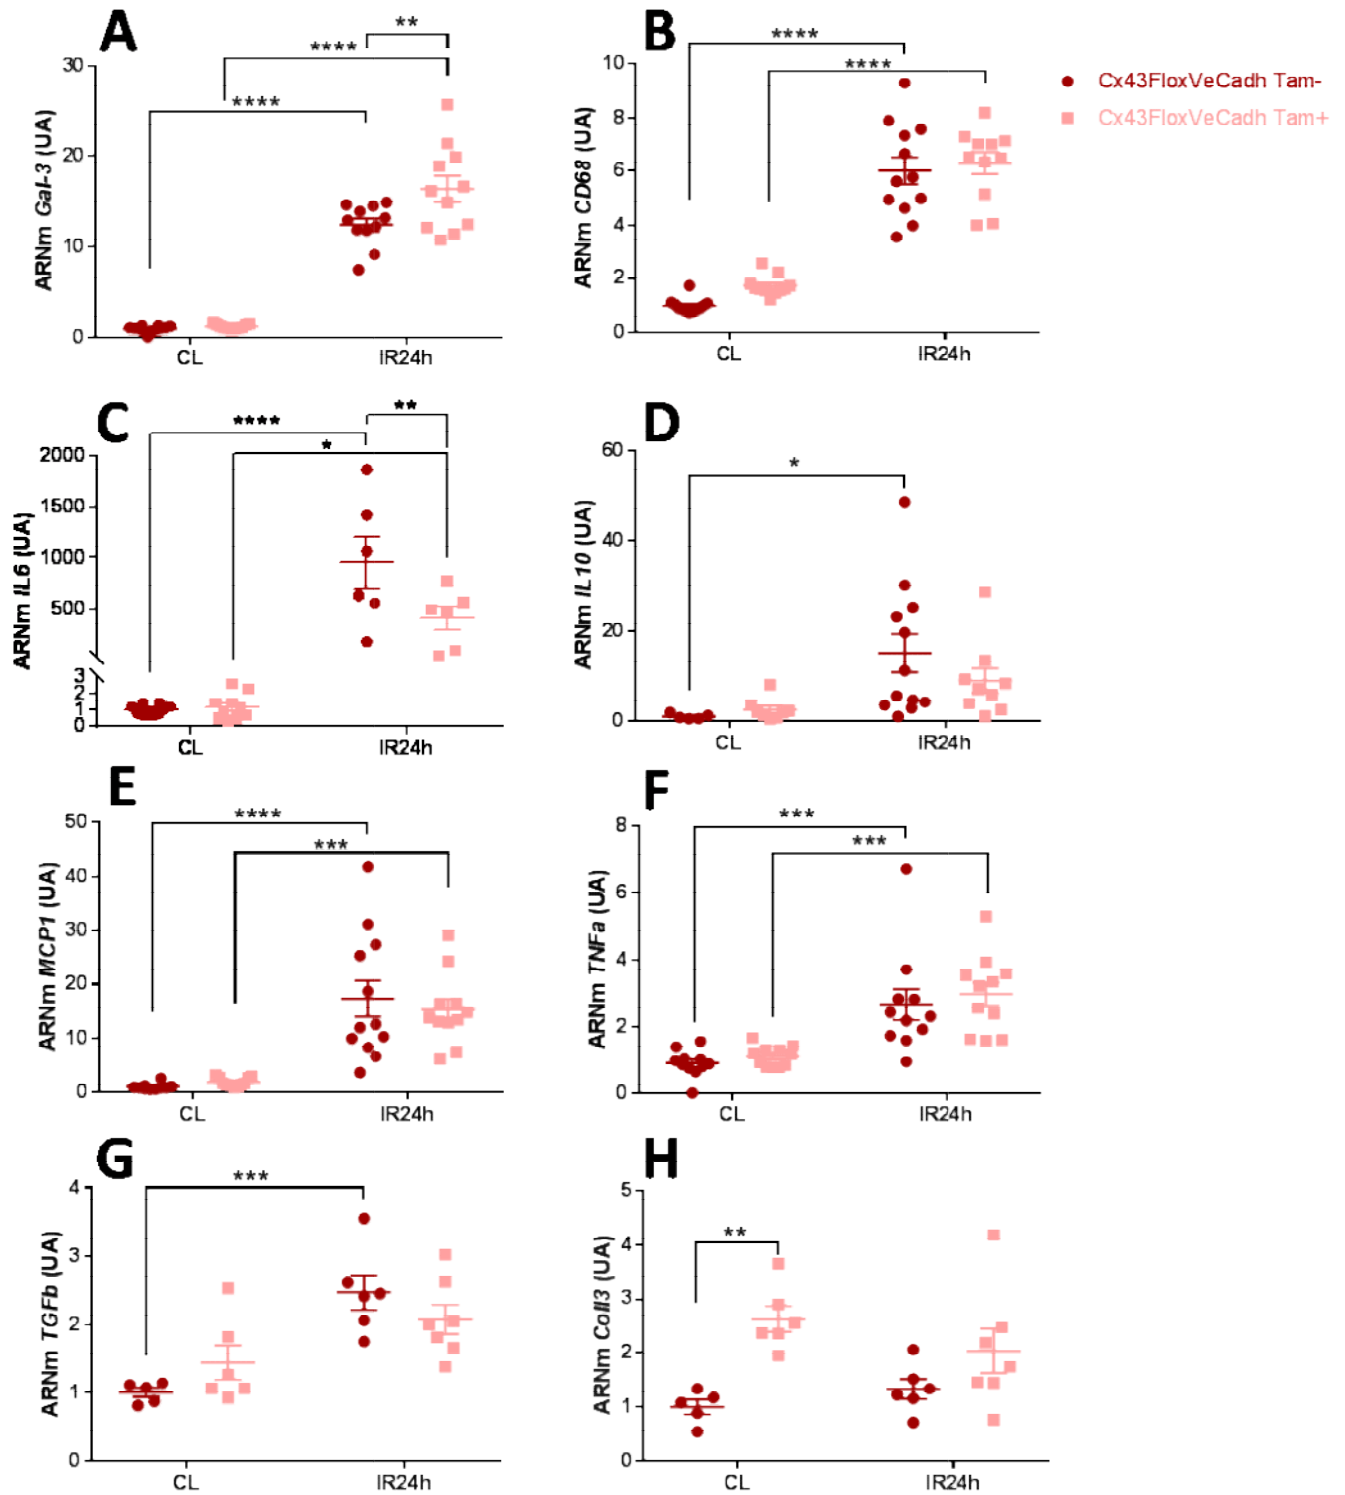 A
**
****
****
30
20
10
0
ARNm Gal-3 (UA)
CL
IR24h
B
****
****
10
8
6
4
2
0
ARNm CD68 (UA)
CL
IR24h
Cx43FloxVeCadh Tam-
Cx43FloxVeCadh Tam+
C
**
****
*
2000
1500
1000
500
3
2
1
0
ARNm IL6 (UA)
CL
IR24h
D
*
60
40
20
0
ARNm IL10 (UA)
CL
IR24h
E
****
***
50
40
30
20
10
0
ARNm MCP1 (UA)
CL
IR24h
F
***
***
8
6
4
2
0
ARNm TNFa (UA)
CL
IR24h
G
***
4
3
2
1
0
ARNm TGFb (UA)
CL
IR24h
H
**
5
4
3
2
1
0
ARNm Coll3 (UA)
CL
IR24h